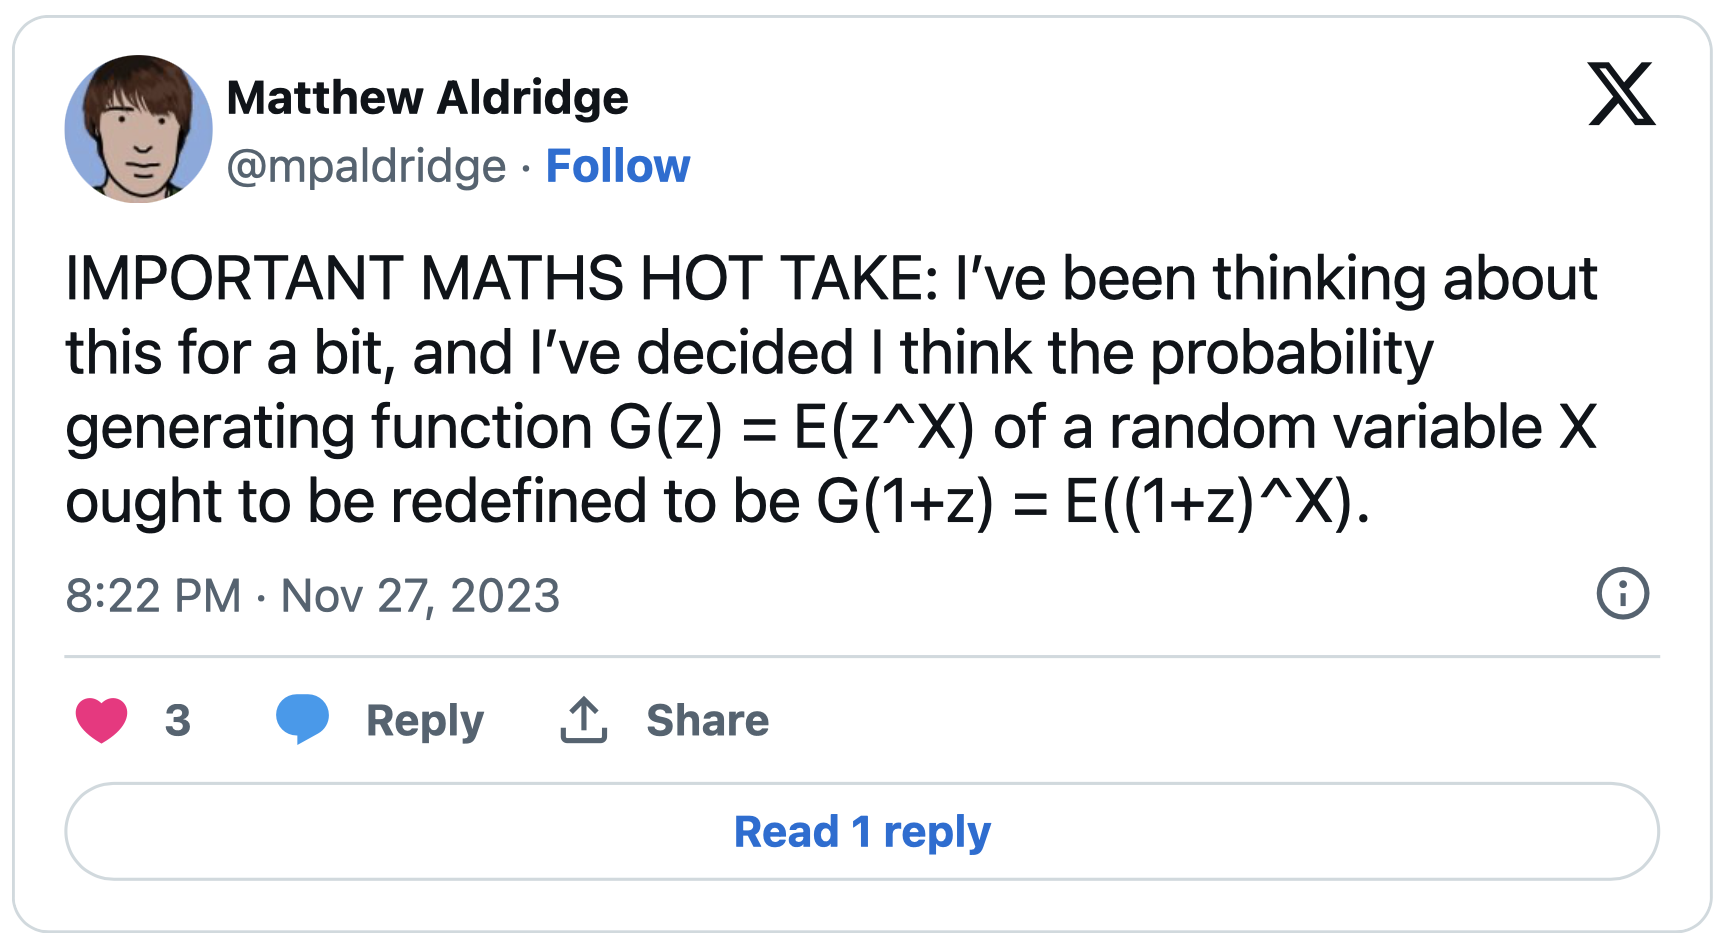 Matthew Aldridge
@mpaldridge · Follow
IMPORTANT MATHS HOT TAKE: I’ve been thinking about
this for a bit, and I’ve decided I think the probability
generating function G(z) = E(z^X) of a random variable X
ought to be redefined to be G(1+z) = E((1+z)^X).
8:22 PM · Nov 27, 2023
3 Reply Share
Read 1 reply